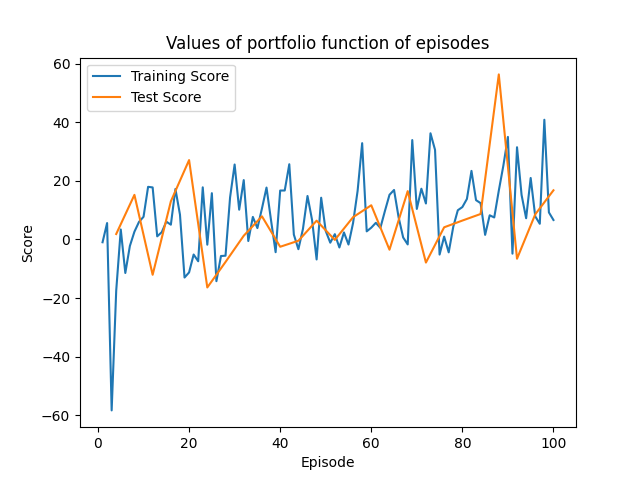 Values of portfolio function of episodes
Training Score
Test Score
60
40
20
0
−20
−40
−60
Score
0 20 40 60 80 100
Episode